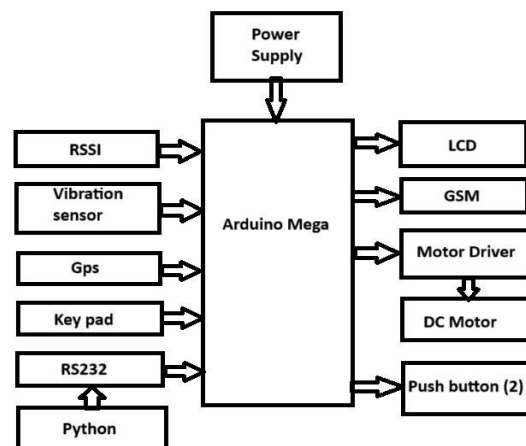 Power
Supply
RSSI
Vibration
sensor
Gps
Key pad
RS232
Python
Arduino Mega
LCD
GSM
Motor Driver
DC Motor
Push button (2)